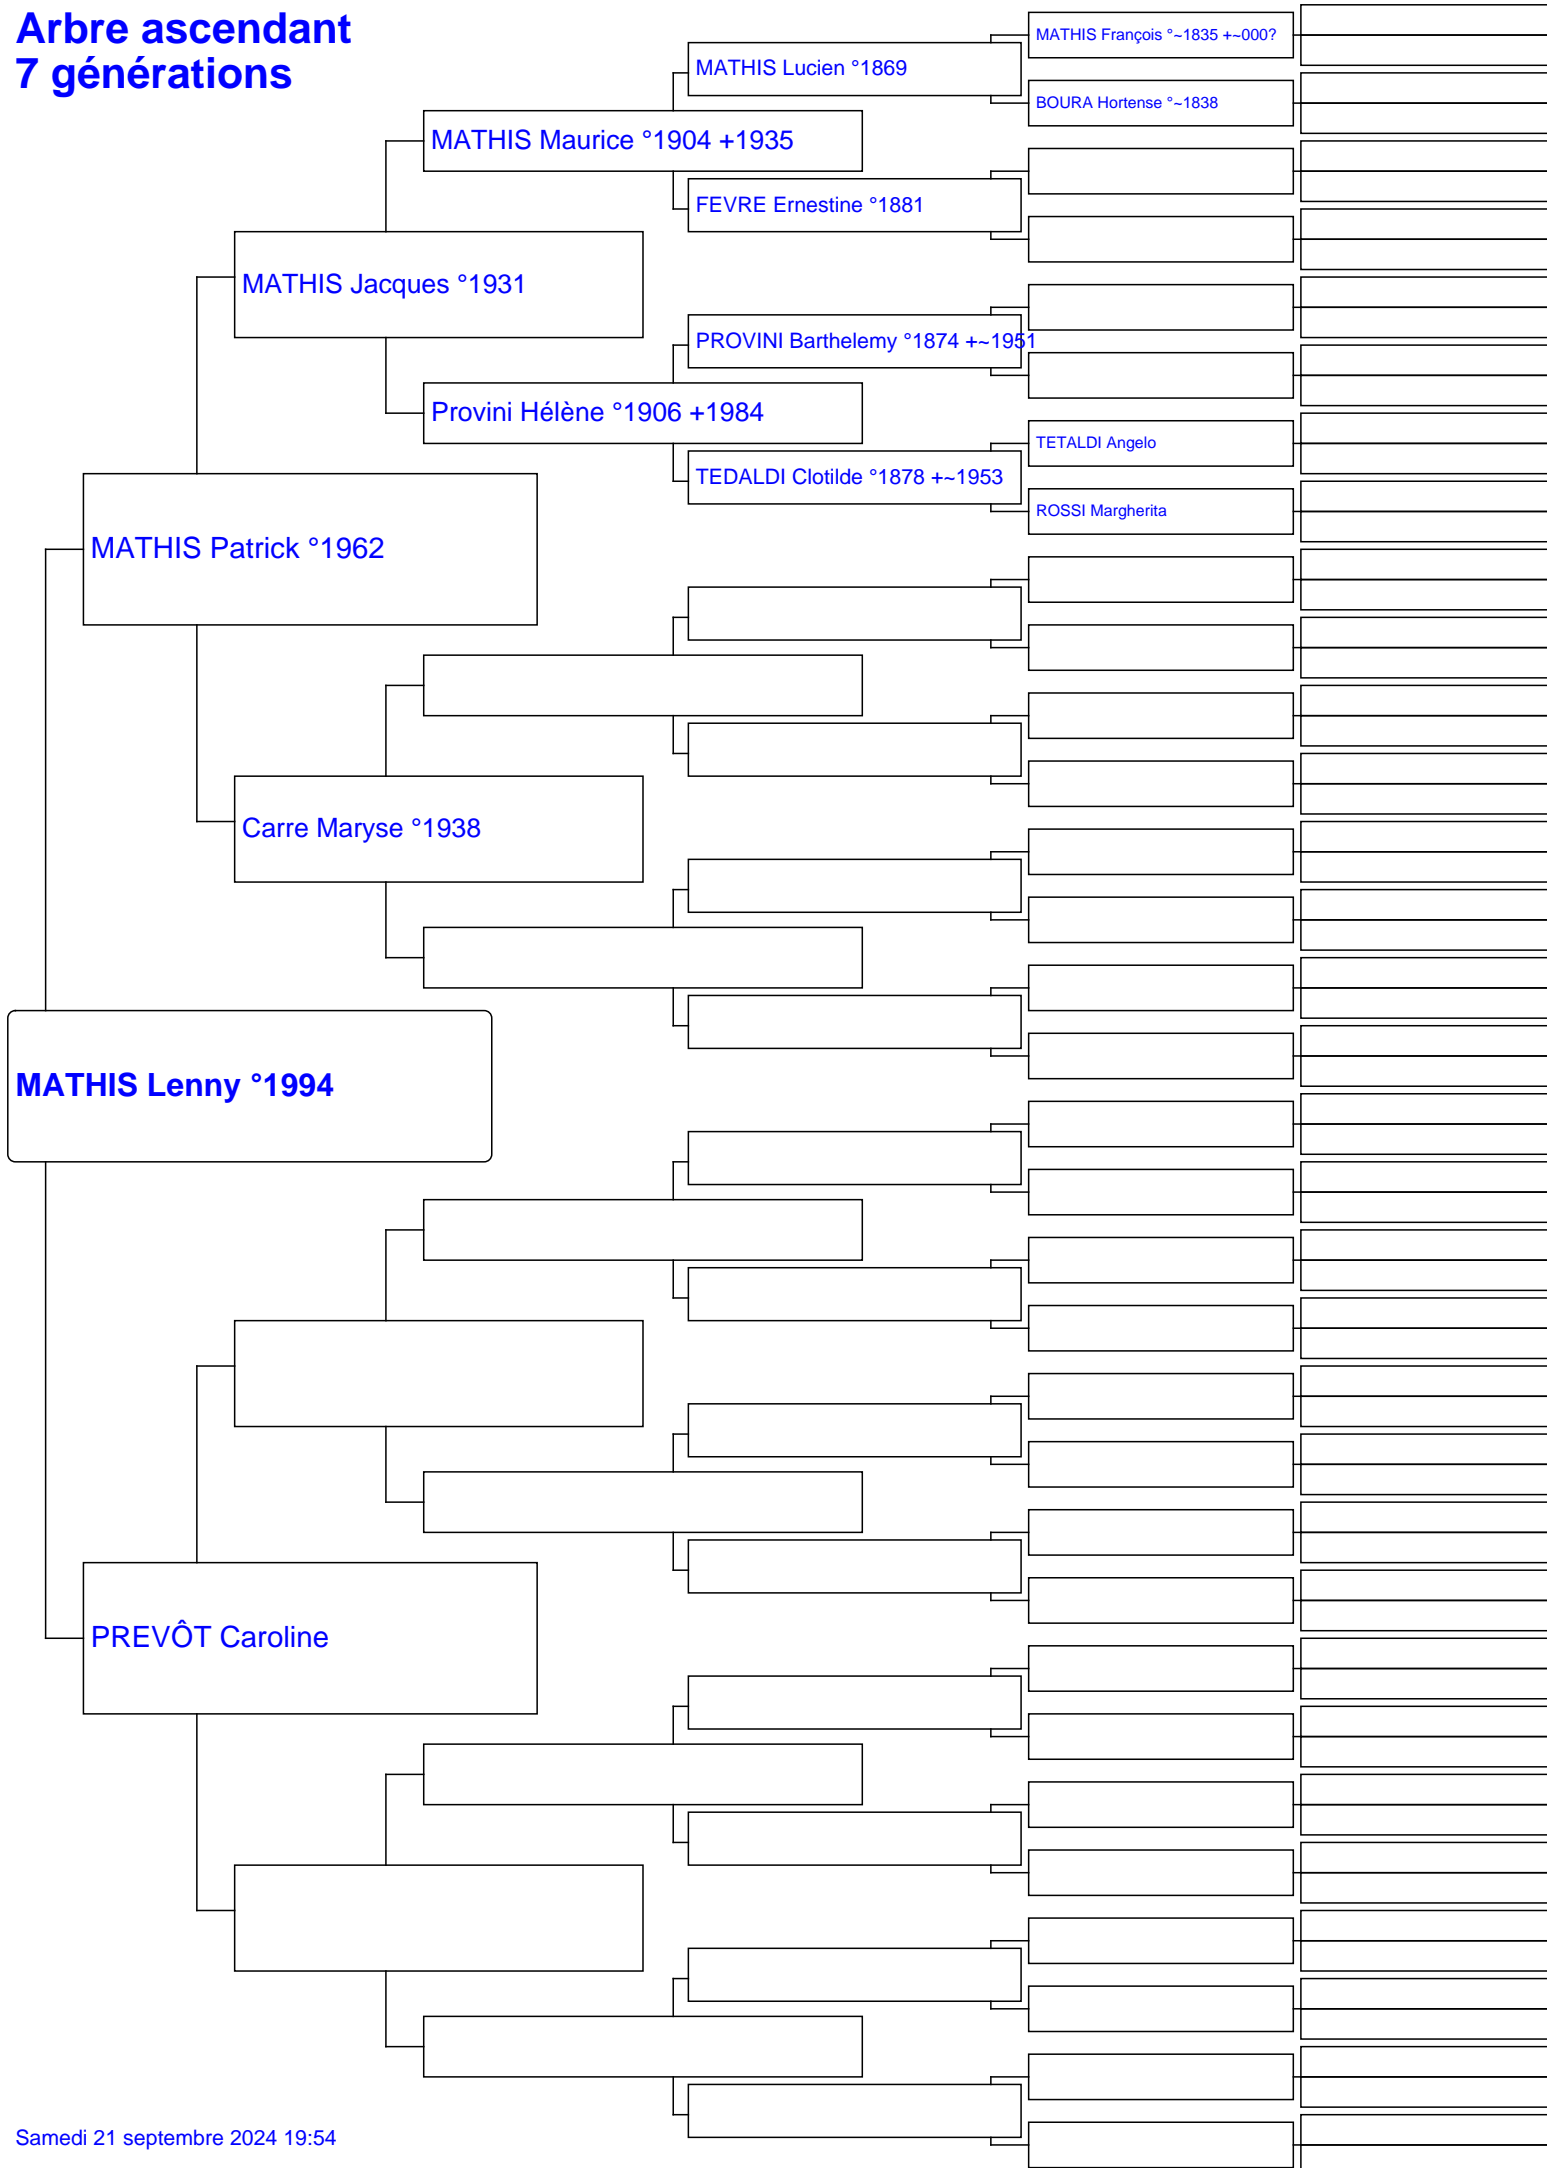 Arbre ascendant
7 générations
MATHIS François °~1835 +~000?
MATHIS Lucien °1869
BOURA Hortense °~1838
MATHIS Maurice °1904 +1935
FEVRE Ernestine °1881
MATHIS Jacques °1931
PROVINI Barthelemy °1874 +~1951
Provini Hélène °1906 +1984
TETALDI Angelo
TEDALDI Clotilde °1878 +~1953
ROSSI Margherita
MATHIS Patrick °1962
Carre Maryse °1938
MATHIS Lenny °1994
PREVÔT Caroline
Samedi 21 septembre 2024 19:54